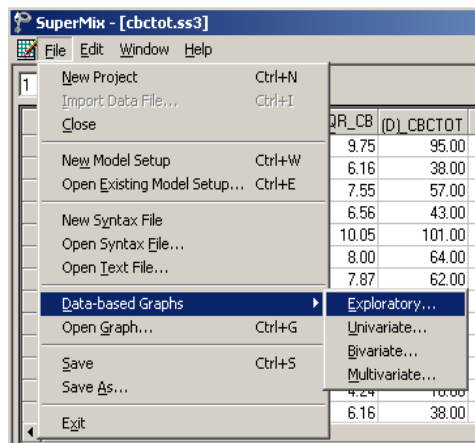 SuperMix - [cbctot.ss3]
File Edit Window Help
1
New Project Ctrl+N
Import Data File... Ctrl+I
Close
New Model Setup Ctrl+W
Open Existing Model Setup... Ctrl+E
New Syntax File
Open Syntax File...
Open Text File...
Data-based Graphs
Open Graph... Ctrl+G
Save Ctrl+S
Save As...
Exit
QR_CB (D)_CBCTOT
9.75 95.00
6.16 38.00
7.55 57.00
6.56 43.00
10.05 101.00
8.00 64.00
7.87 62.00
Exploratory...
Univariate...
Bivariate...
Multivariate...
6.16 38.00